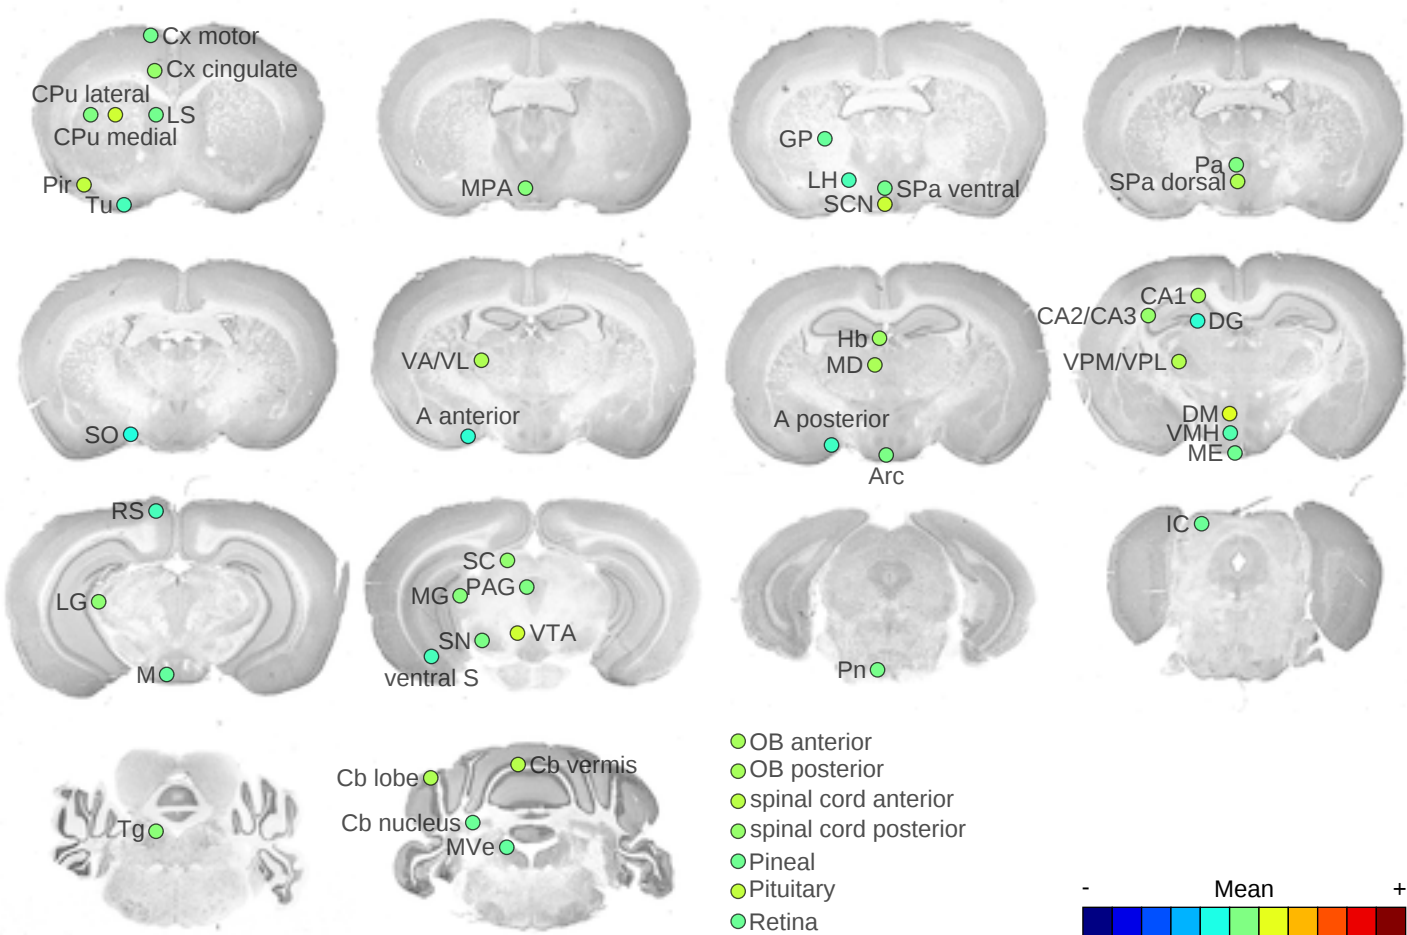 Cx motor
Cx cingulate
CPu lateral
LS
CPu medial
Pir
Tu
MPA
GP
LH
SPa ventral
SCN
Pa
SPa dorsal
SO
VA/VL
A anterior
Hb
MD
A posterior
Arc
CA1
CA2/CA3
DG
VPM/VPL
DM
VMH
ME
RS
LG
M
SC
PAG
MG
SN
VTA
ventral S
Pn
IC
Tg
Cb lobe
Cb vermis
Cb nucleus
MVe
OB anterior
OB posterior
spinal cord anterior
spinal cord posterior
Pineal
Pituitary
Retina
- Mean +